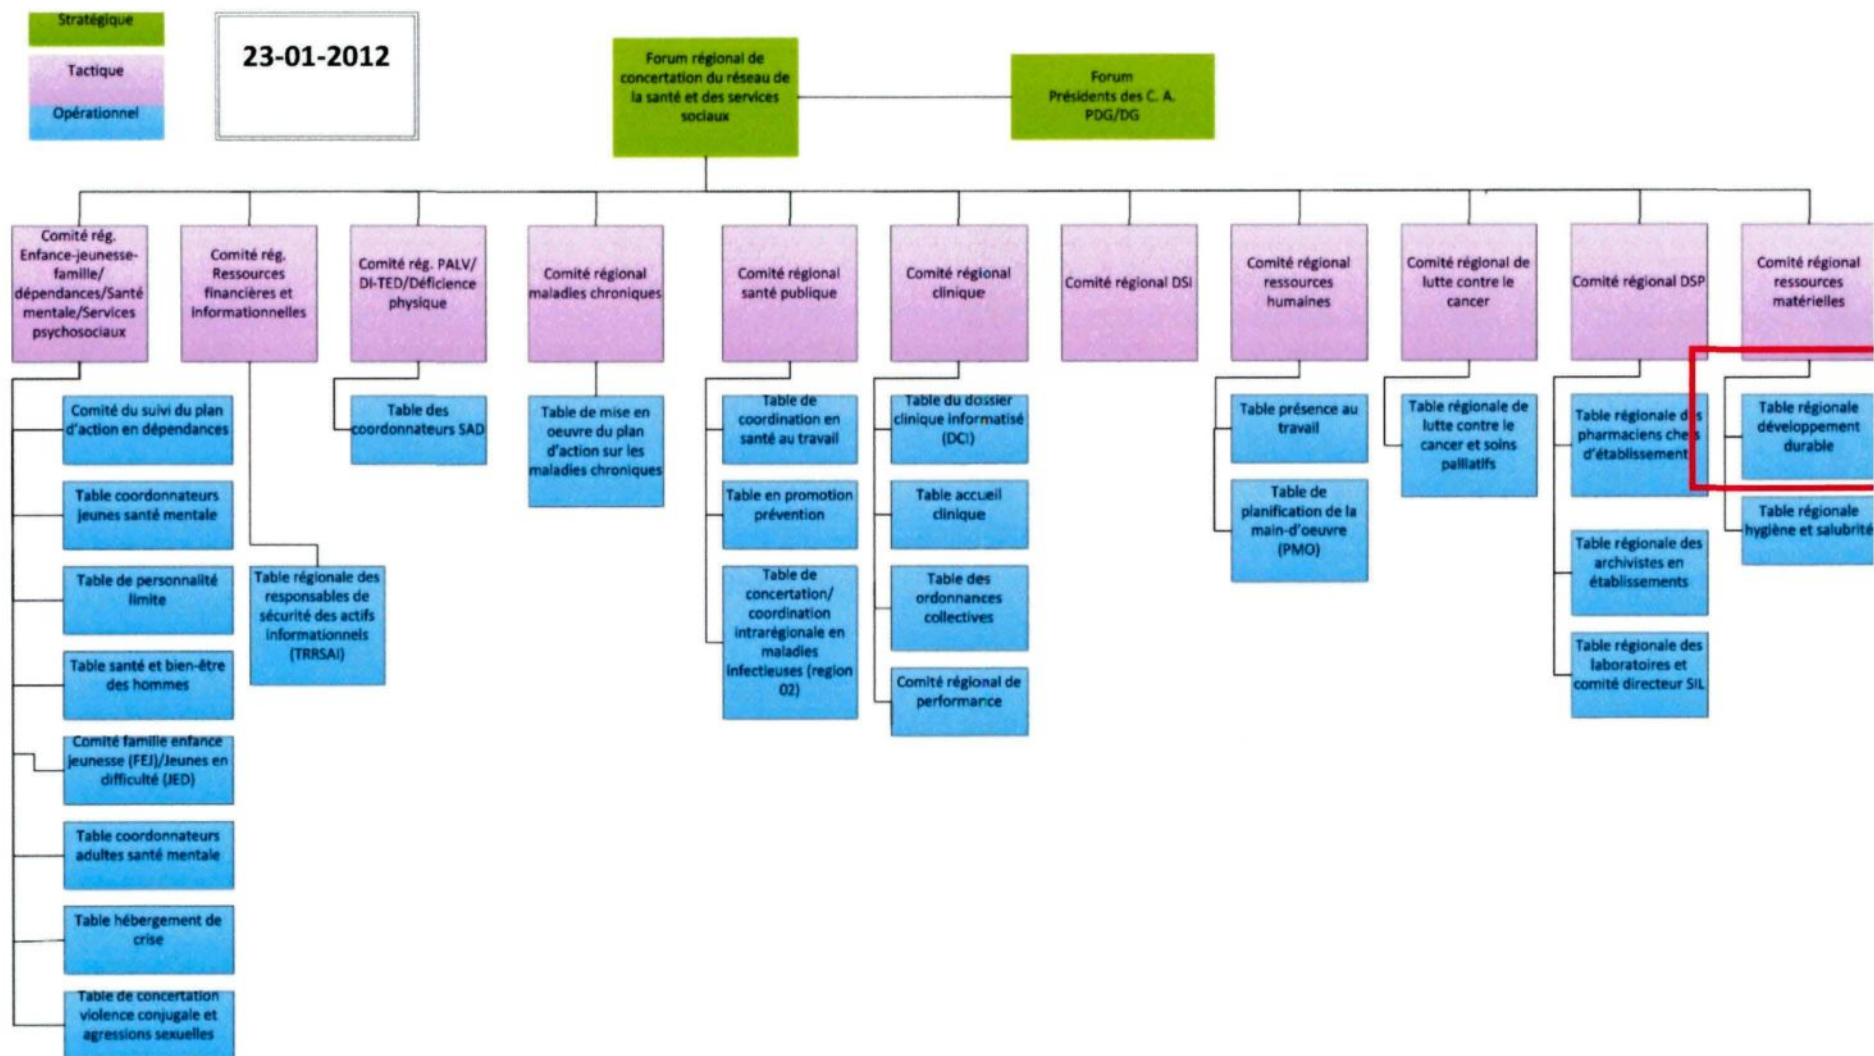 Stratégique
Tactique
Opérationnel
23-01-2012
Forum régional de
concertation du réseau de
la santé et des services
sociaux
Forum
Présidents des C. A.
PDG/DG
Comité rég.
Enfance-jeunesse-
famille/
dépendances/Santé
mentale/Services
psychosociaux
Comité rég.
Ressources
financières et
informationnelles
Comité rég. PALV/
DI-TED/Déficience
physique
Comité régional
maladies chroniques
Comité régional
santé publique
Comité régional
clinique
Comité régional DSI
Comité régional
ressources
humaines
Comité régional de
lutte contre le
cancer
Comité régional DSP
Comité régional
ressources
matérielles
Comité du suivi du plan
d'action en dépendances
Table coordonnateurs
jeunes santé mentale
Table de personnalité
limite
Table santé et bien-être
des hommes
Comité famille enfance
jeunesse (FEJ)/Jeunes en
difficulté (JED)
Table coordonnateurs
adultes santé mentale
Table hébergement de
crise
Table de concertation
violence conjugale et
agressions sexuelles
Table régionale des
responsables de
sécurité des actifs
informationnels
(TRRSAI)
Table des
coordonnateurs SAD
Table de mise en
oeuvre du plan
d'action sur les
maladies chroniques
Table de
coordination en
santé au travail
Table en promotion
prévention
Table de
concertation/
coordination
intrarégionale en
maladies
infectieuses (region
02)
Table du dossier
clinique informatisé
(DCI)
Table accueil
clinique
Table des
ordonnances
collectives
Comité régional de
performance
Table présence au
travail
Table de
planification de la
main-d'oeuvre
(PMO)
Table régionale de
lutte contre le
cancer et soins
palliatifs
Table régionale des
pharmaciens chefs
d'établissement
Table régionale des
archivistes en
établissements
Table régionale des
laboratoires et
comité directeur SIL
Table régionale
développement
durable
Table régionale
hygiène et salubrité